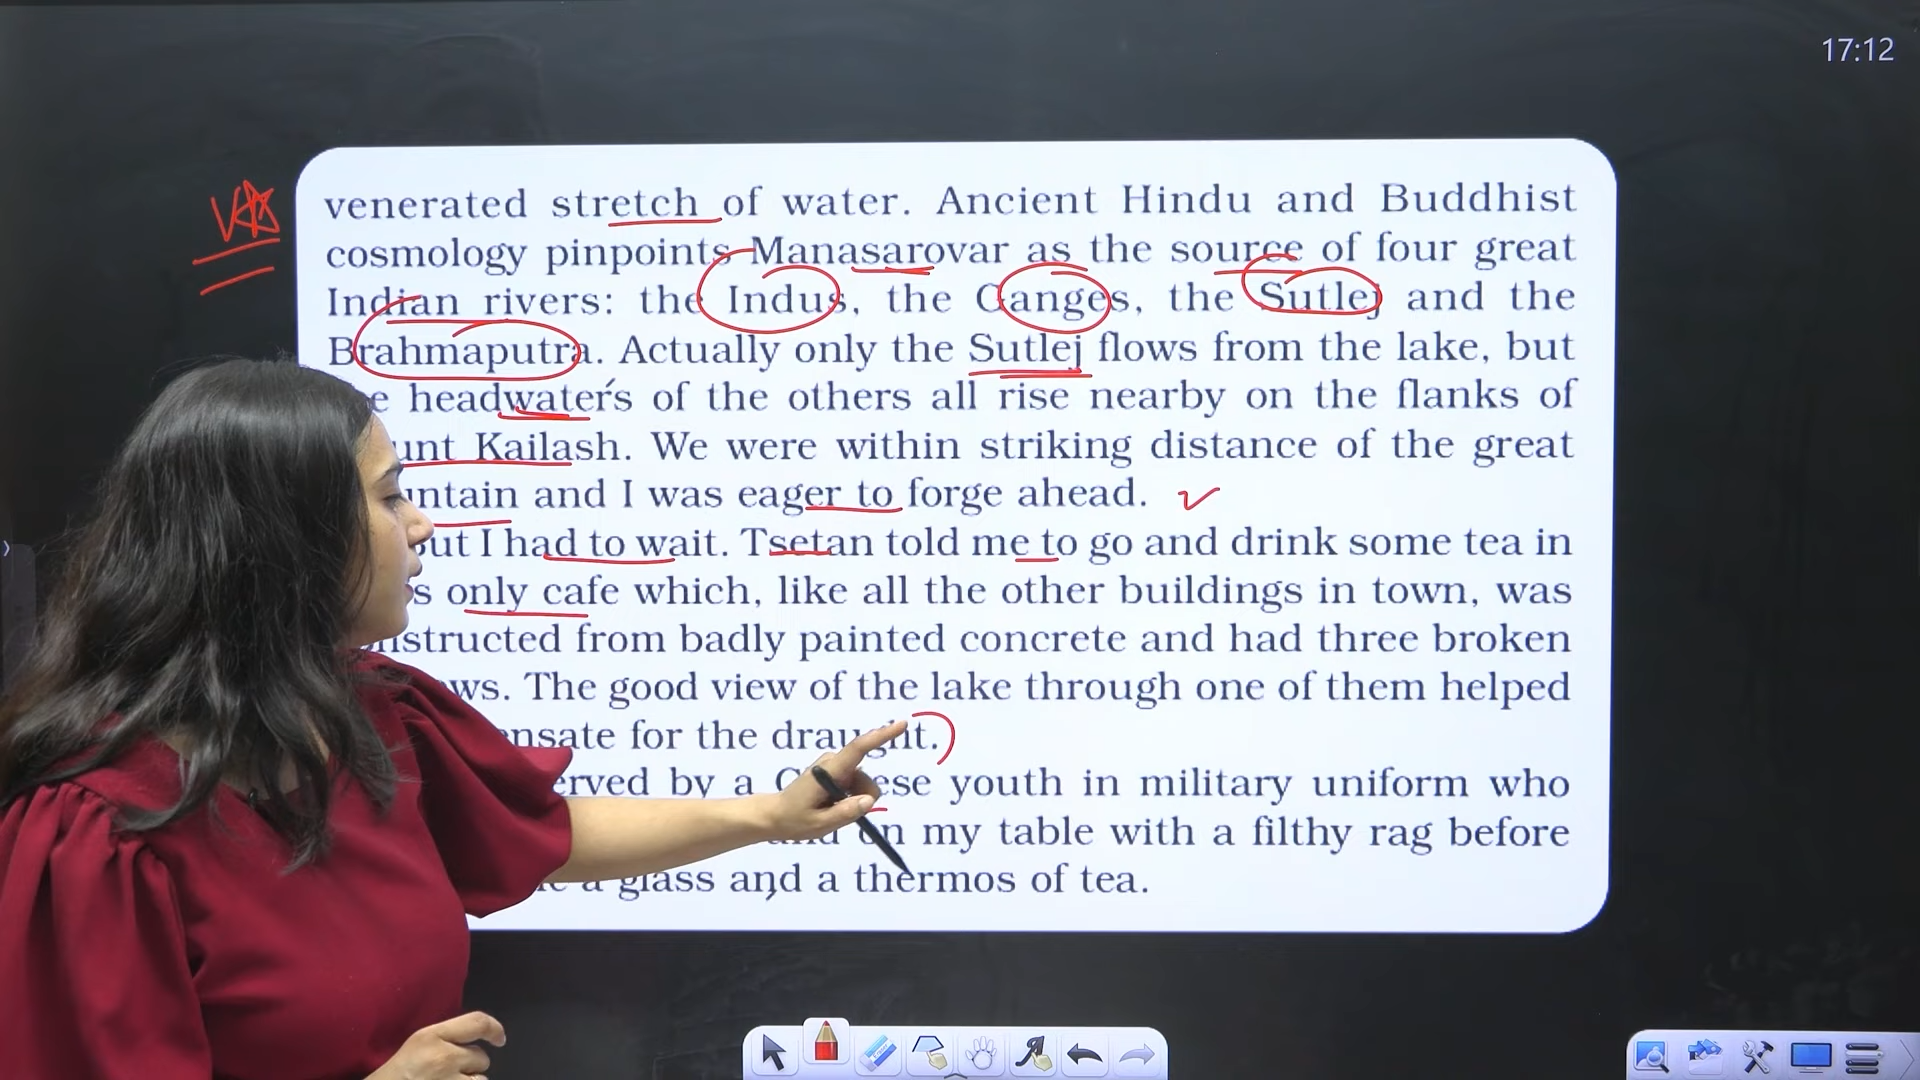 17:12
venerated stretch of water. Ancient Hindu and Buddhist
cosmology pinpoints Manasarovar as the source of four great
Indian rivers: the Indus, the Ganges, the Sutlej and the
Brahmaputra. Actually only the Sutlej flows from the lake, but
headwaters of the others all rise nearby on the flanks of
Kailash. We were within striking distance of the great
and I was eager to forge ahead.
I had to wait. Tsetan told me to go and drink some tea in
only cafe which, like all the other buildings in town, was
from badly painted concrete and had three broken
The good view of the lake through one of them helped
for the draught.
by a youth in military uniform who
on my table with a filthy rag before
a glass and a thermos of tea.